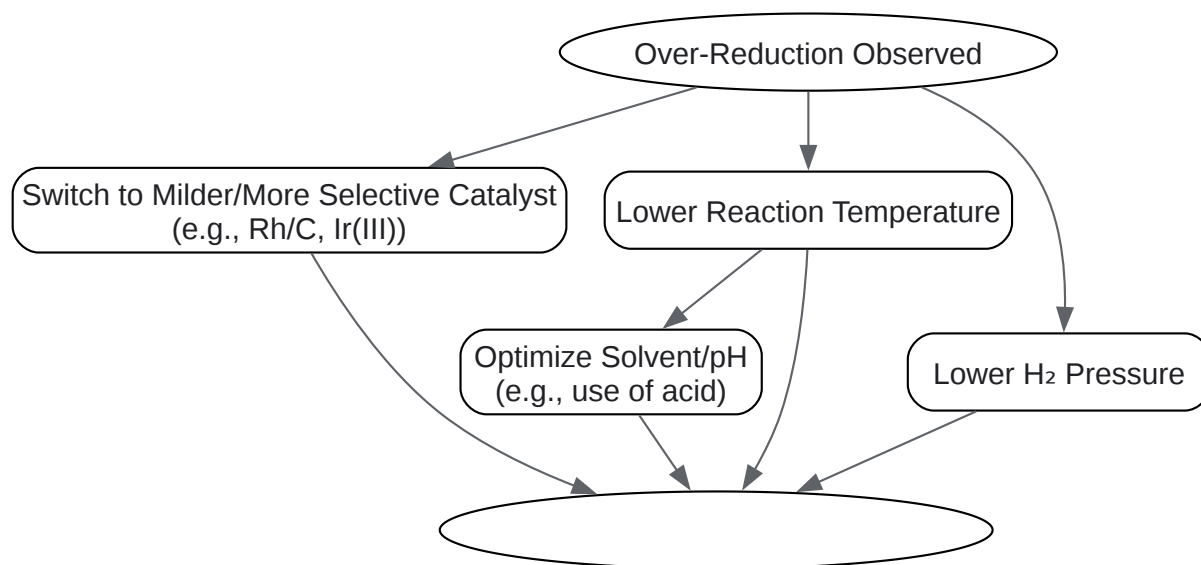 Over-Reduction Observed
Switch to Milder/More Selective Catalyst
(e.g., Rh/C, Ir(III))
Lower Reaction Temperature
Optimize Solvent/pH
(e.g., use of acid)
Lower H₂ Pressure